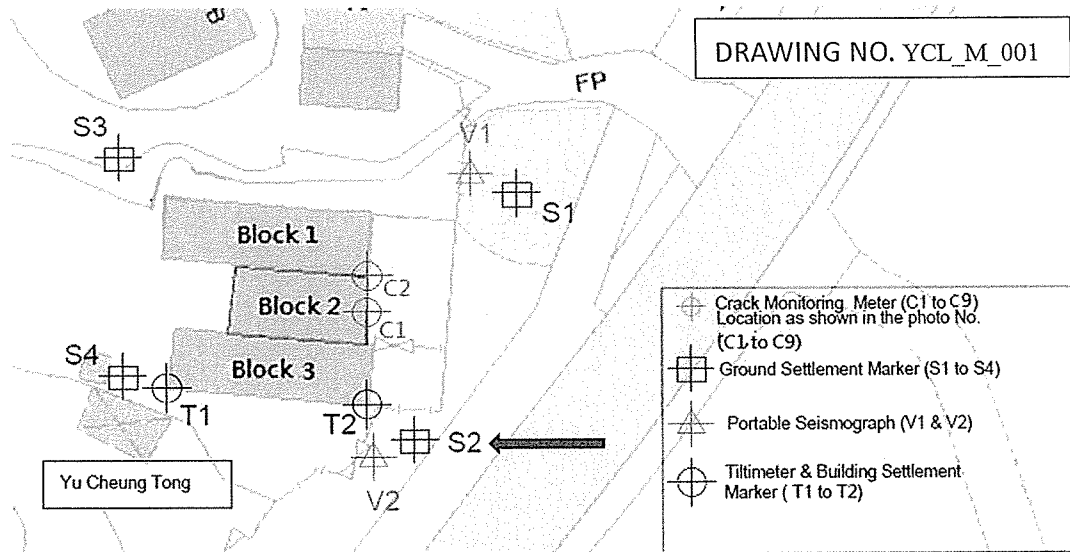 DRAWING NO. YCL_M_001
FP
S3
V1
S1
Block 1
C2
Block 2
C1
S4
Block 3
T1
T2
S2
V2
Yu Cheung Tong
Crack Monitoring Meter (C1 to C9)
Location as shown in the photo No.
(C1 to C9)
Ground Settlement Marker (S1 to S4)
Portable Seismograph (V1 & V2)
Tiltimeter & Building Settlement
Marker ( T1 to T2)